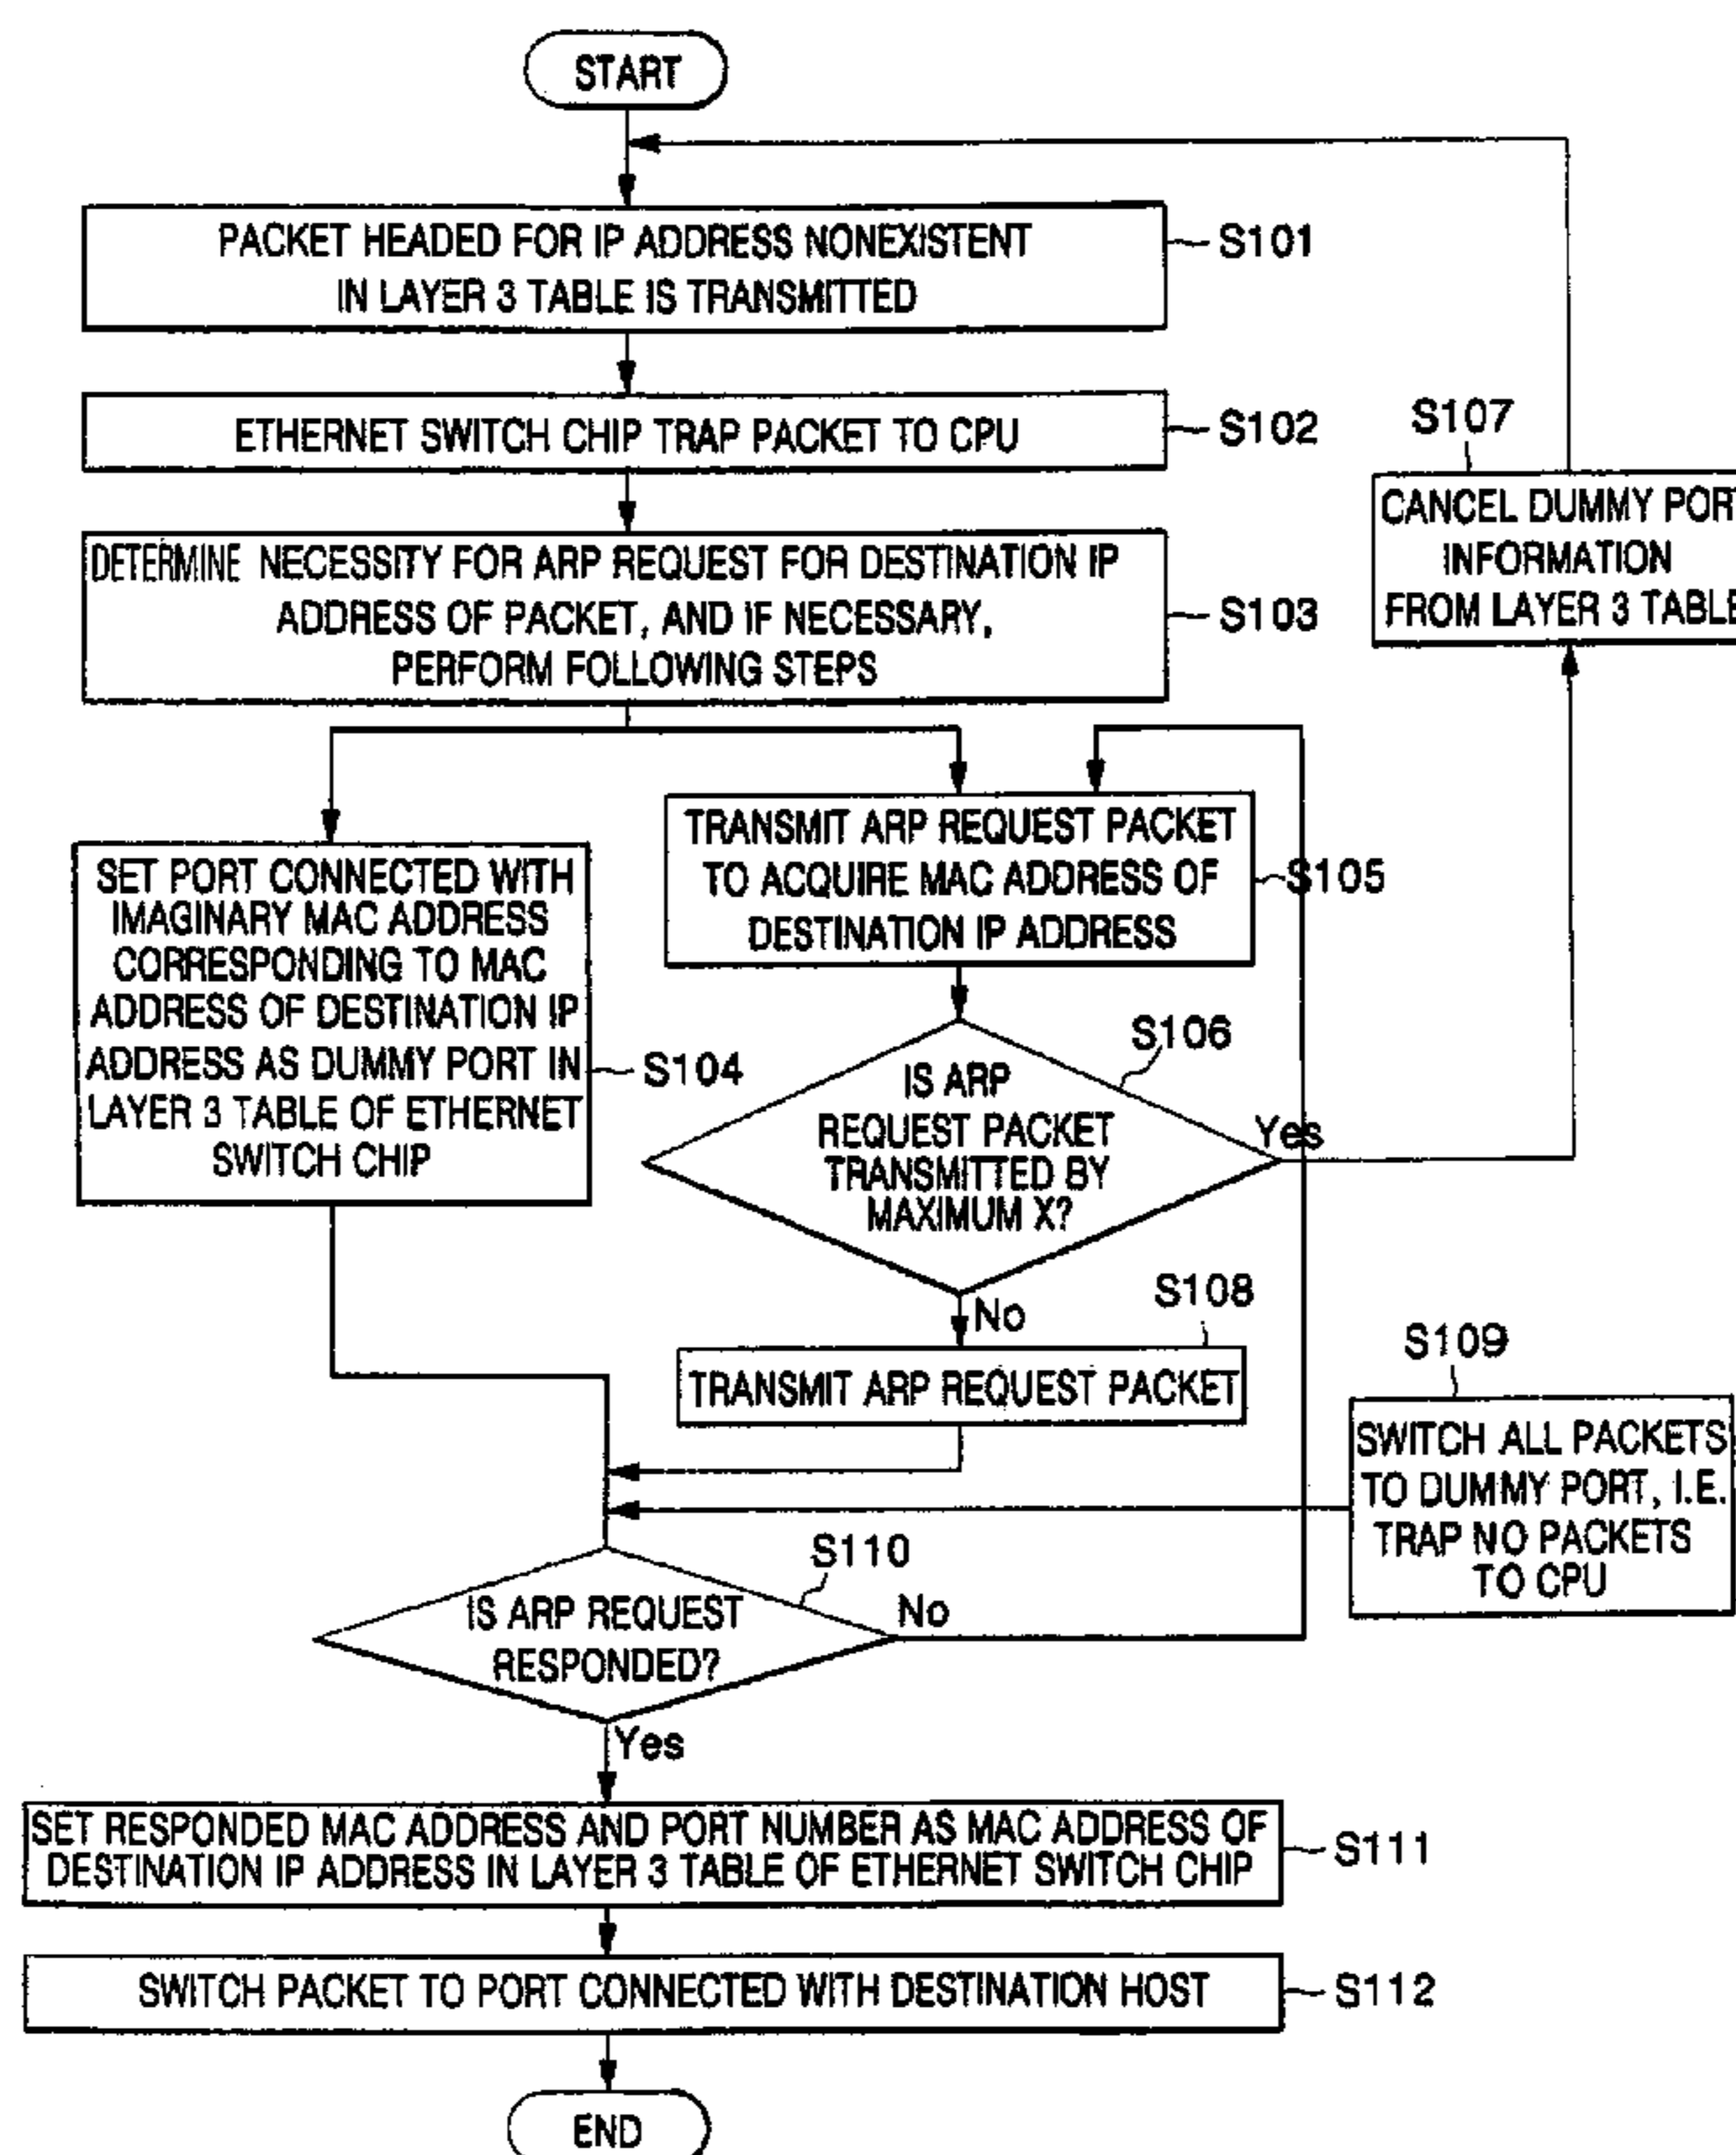 START
PACKET HEADED FOR IP ADDRESS NONEXISTENT
IN LAYER 3 TABLE IS TRANSMITTED
S101
ETHERNET SWITCH CHIP TRAP PACKET TO CPU
S102
S107
CANCEL DUMMY PORT
INFORMATION
FROM LAYER 3 TABLE
DETERMINE NECESSITY FOR ARP REQUEST FOR DESTINATION IP
ADDRESS OF PACKET, AND IF NECESSARY,
PERFORM FOLLOWING STEPS
S103
SET PORT CONNECTED WITH
IMAGINARY MAC ADDRESS
CORRESPONDING TO MAC
ADDRESS OF DESTINATION IP
ADDRESS AS DUMMY PORT IN
LAYER 3 TABLE OF ETHERNET
SWITCH CHIP
S104
TRANSMIT ARP REQUEST PACKET
TO ACQUIRE MAC ADDRESS OF
DESTINATION IP ADDRESS
S105
S106
IS ARP
REQUEST PACKET
TRANSMITTED BY
MAXIMUM X?
Yes
No
S108
TRANSMIT ARP REQUEST PACKET
S109
SWITCH ALL PACKETS
TO DUMMY PORT, I.E.
TRAP NO PACKETS
TO CPU
S110
IS ARP REQUEST
RESPONDED?
No
Yes
SET RESPONDED MAC ADDRESS AND PORT NUMBER AS MAC ADDRESS OF
DESTINATION IP ADDRESS IN LAYER 3 TABLE OF ETHERNET SWITCH CHIP
S111
SWITCH PACKET TO PORT CONNECTED WITH DESTINATION HOST
S112
END